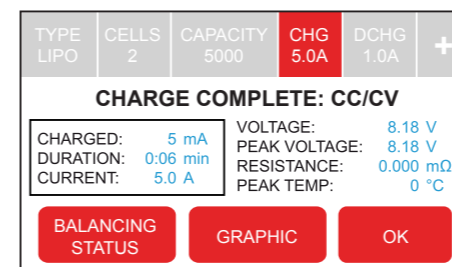 TYPE CELLS CAPACITY CHG DCHG +
LIPO 2 5000 5.0A 1.0A
CHARGE COMPLETE: CC/CV
CHARGED: 5 mA
DURATION: 0:06 min
CURRENT: 5.0 A
VOLTAGE: 8.18 V
PEAK VOLTAGE: 8.18 V
RESISTANCE: 0.000 mΩ
PEAK TEMP: 0 °C
BALANCING
STATUS
GRAPHIC
OK